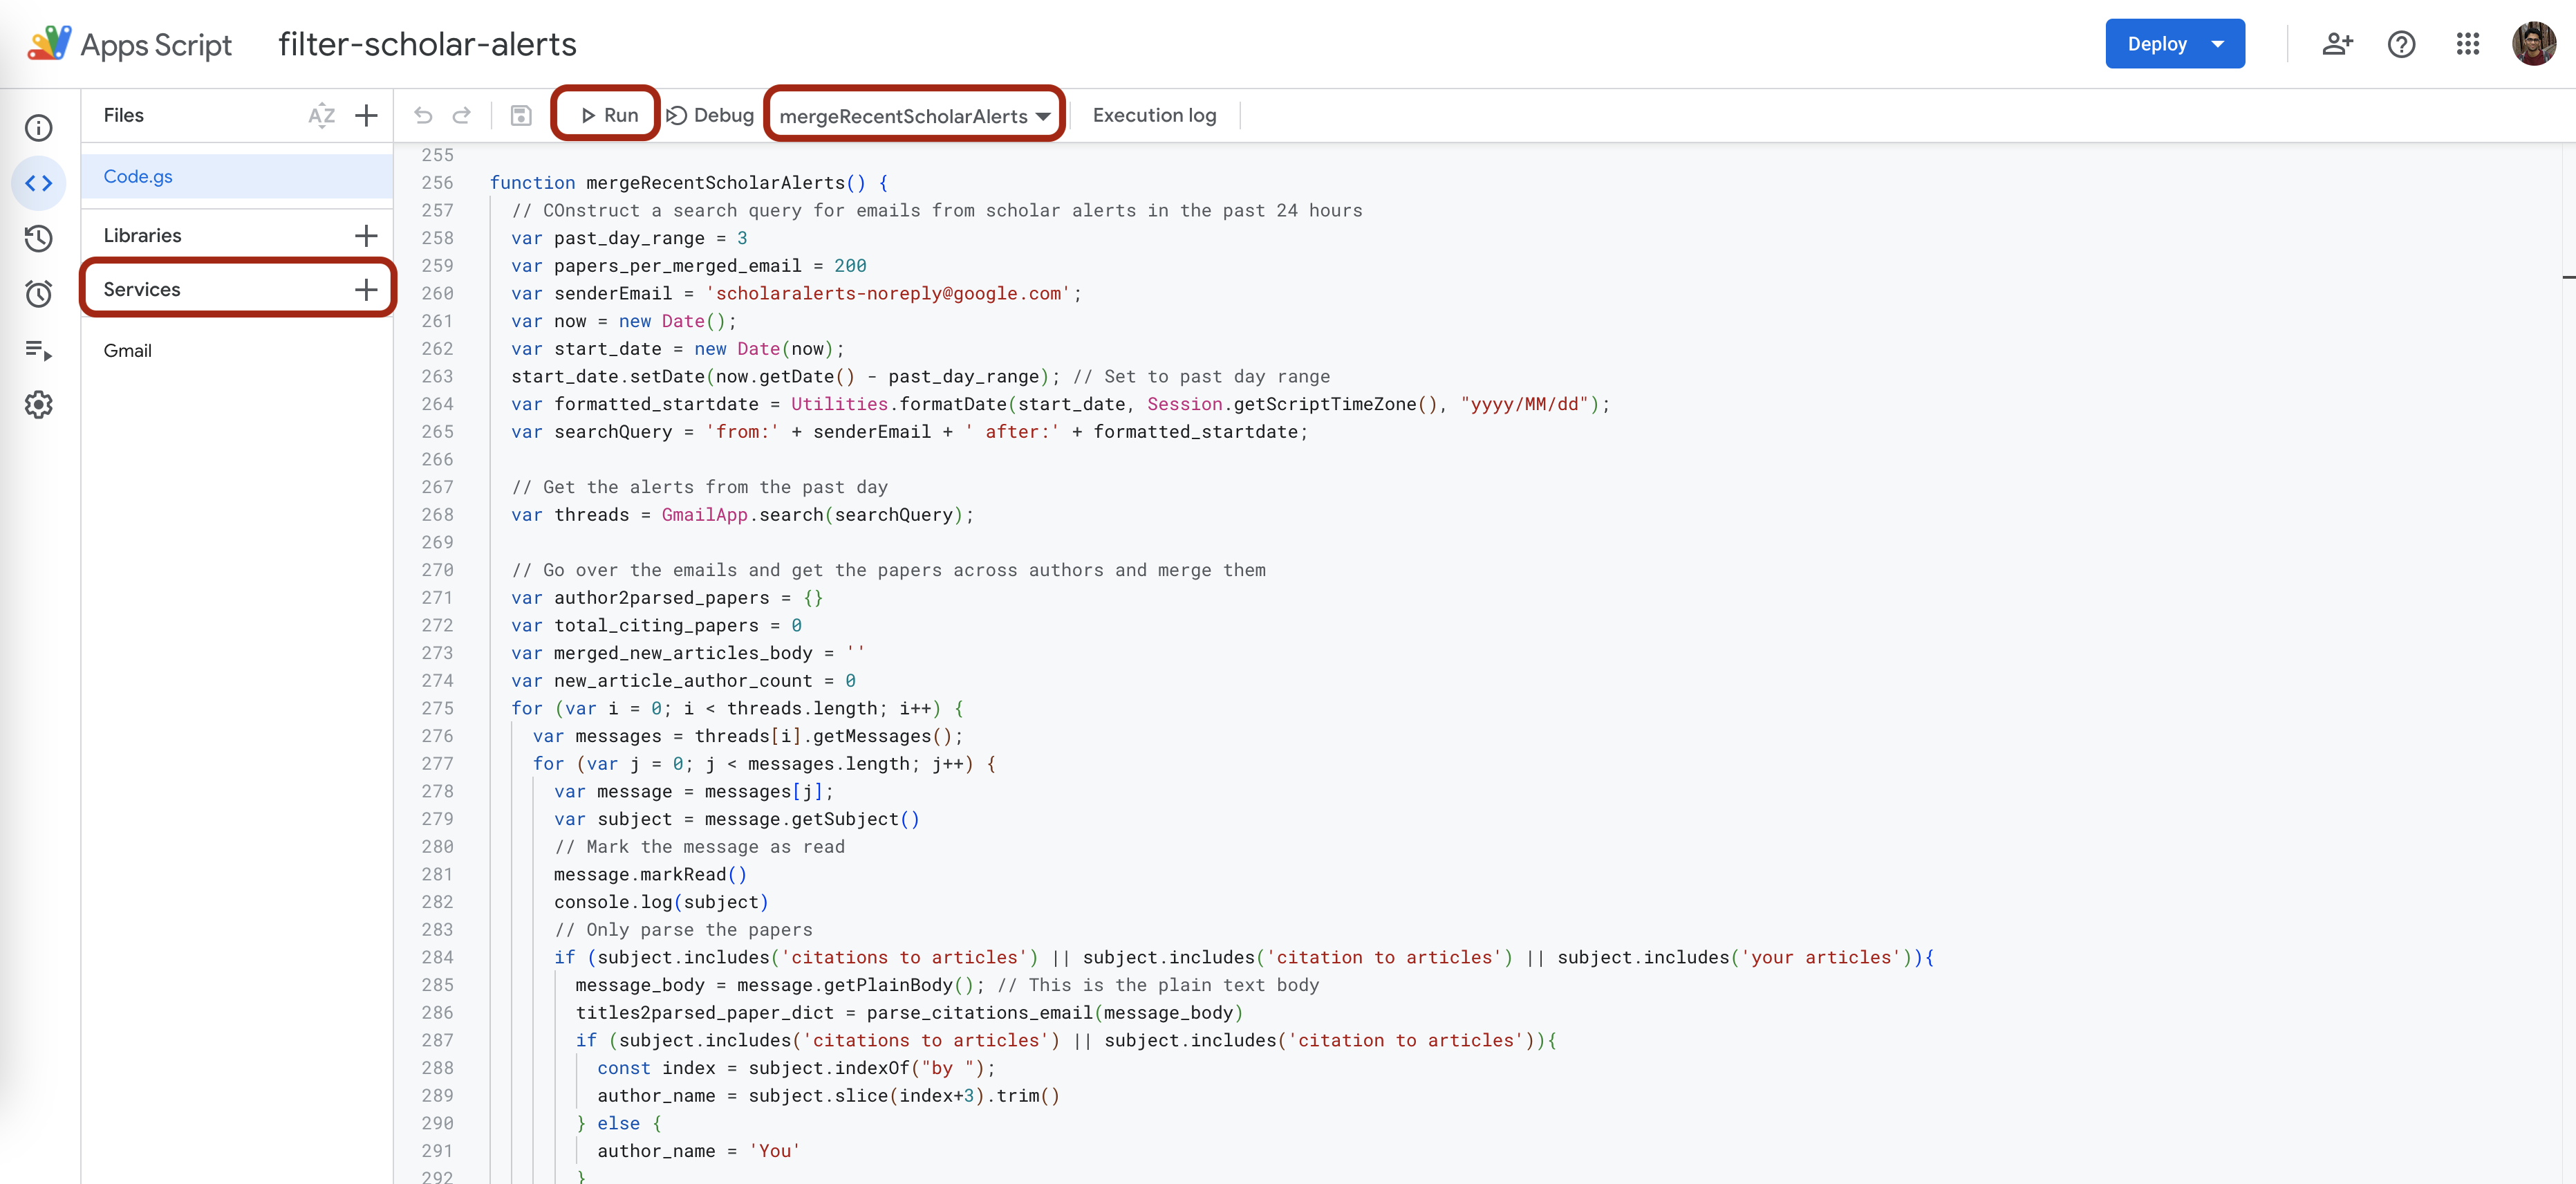 Apps Script filter-scholar-alerts Deploy
Files AZ Run Debug mergeRecentScholarAlerts Execution log
Code.gs
Libraries
Services
Gmail
255
256 function mergeRecentScholarAlerts() {
257 // COnstruct a search query for emails from scholar alerts in the past 24 hours
258 var past_day_range = 3
259 var papers_per_merged_email = 200
260 var senderEmail = 'scholaralerts-noreply@google.com';
261 var now = new Date();
262 var start_date = new Date(now);
263 start_date.setDate(now.getDate() - past_day_range); // Set to past day range
264 var formatted_startdate = Utilities.formatDate(start_date, Session.getScriptTimeZone(), "yyyy/MM/dd");
265 var searchQuery = 'from:' + senderEmail + ' after:' + formatted_startdate;
266
267 // Get the alerts from the past day
268 var threads = GmailApp.search(searchQuery);
269
270 // Go over the emails and get the papers across authors and merge them
271 var author2parsed_papers = {}
272 var total_citing_papers = 0
273 var merged_new_articles_body = ''
274 var new_article_author_count = 0
275 for (var i = 0; i < threads.length; i++) {
276 var messages = threads[i].getMessages();
277 for (var j = 0; j < messages.length; j++) {
278 var message = messages[j];
279 var subject = message.getSubject()
280 // Mark the message as read
281 message.markRead()
282 console.log(subject)
283 // Only parse the papers
284 if (subject.includes('citations to articles') || subject.includes('citation to articles') || subject.includes('your articles')){
285 message_body = message.getPlainBody(); // This is the plain text body
286 titles2parsed_paper_dict = parse_citations_email(message_body)
287 if (subject.includes('citations to articles') || subject.includes('citation to articles')){
288 const index = subject.indexOf("by ");
289 author_name = subject.slice(index+3).trim()
290 } else {
291 author_name = 'You'
292 }